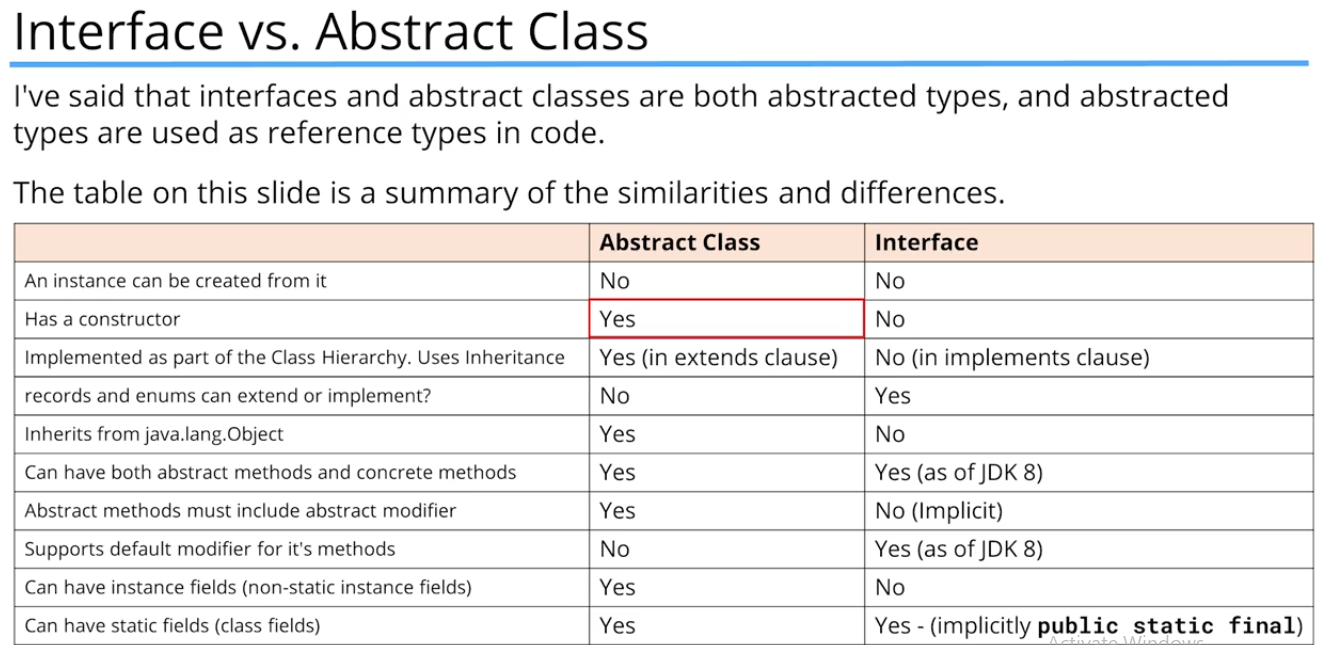 Interface vs. Abstract Class
I've said that interfaces and abstract classes are both abstracted types, and abstracted
types are used as reference types in code.
The table on this slide is a summary of the similarities and differences.
Abstract Class Interface
An instance can be created from it No No
Has a constructor Yes No
Implemented as part of the Class Hierarchy. Uses Inheritance Yes (in extends clause) No (in implements clause)
records and enums can extend or implement? No Yes
Inherits from java.lang.Object Yes No
Can have both abstract methods and concrete methods Yes Yes (as of JDK 8)
Abstract methods must include abstract modifier Yes No (Implicit)
Supports default modifier for it's methods No Yes (as of JDK 8)
Can have instance fields (non-static instance fields) Yes No
Can have static fields (class fields) Yes Yes - (implicitly public static final)
Activate Windows